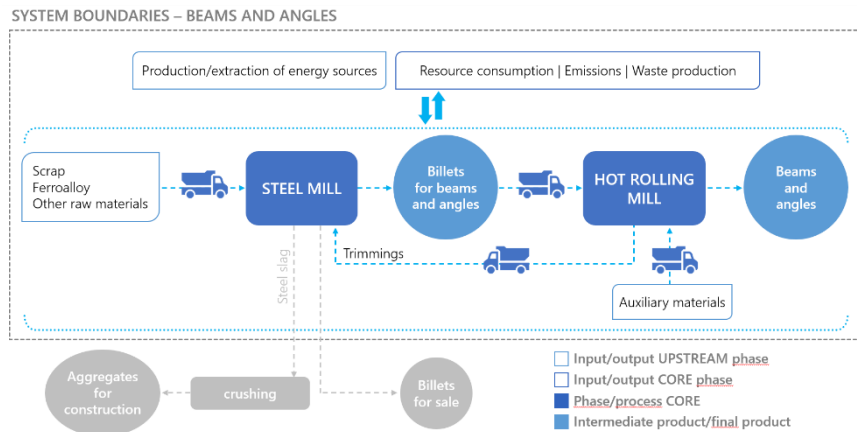 SYSTEM BOUNDARIES – BEAMS AND ANGLES
Production/extraction of energy sources
Resource consumption | Emissions | Waste production
Scrap
Ferroalloy
Other raw materials
STEEL MILL
Billets
for beams
and angles
HOT ROLLING
MILL
Beams
and
angles
Trimmings
Steel slag
Auxiliary materials
Aggregates
for
construction
crushing
Billets
for sale
Input/output UPSTREAM phase
Input/output CORE phase
Phase/process CORE
Intermediate product/final product